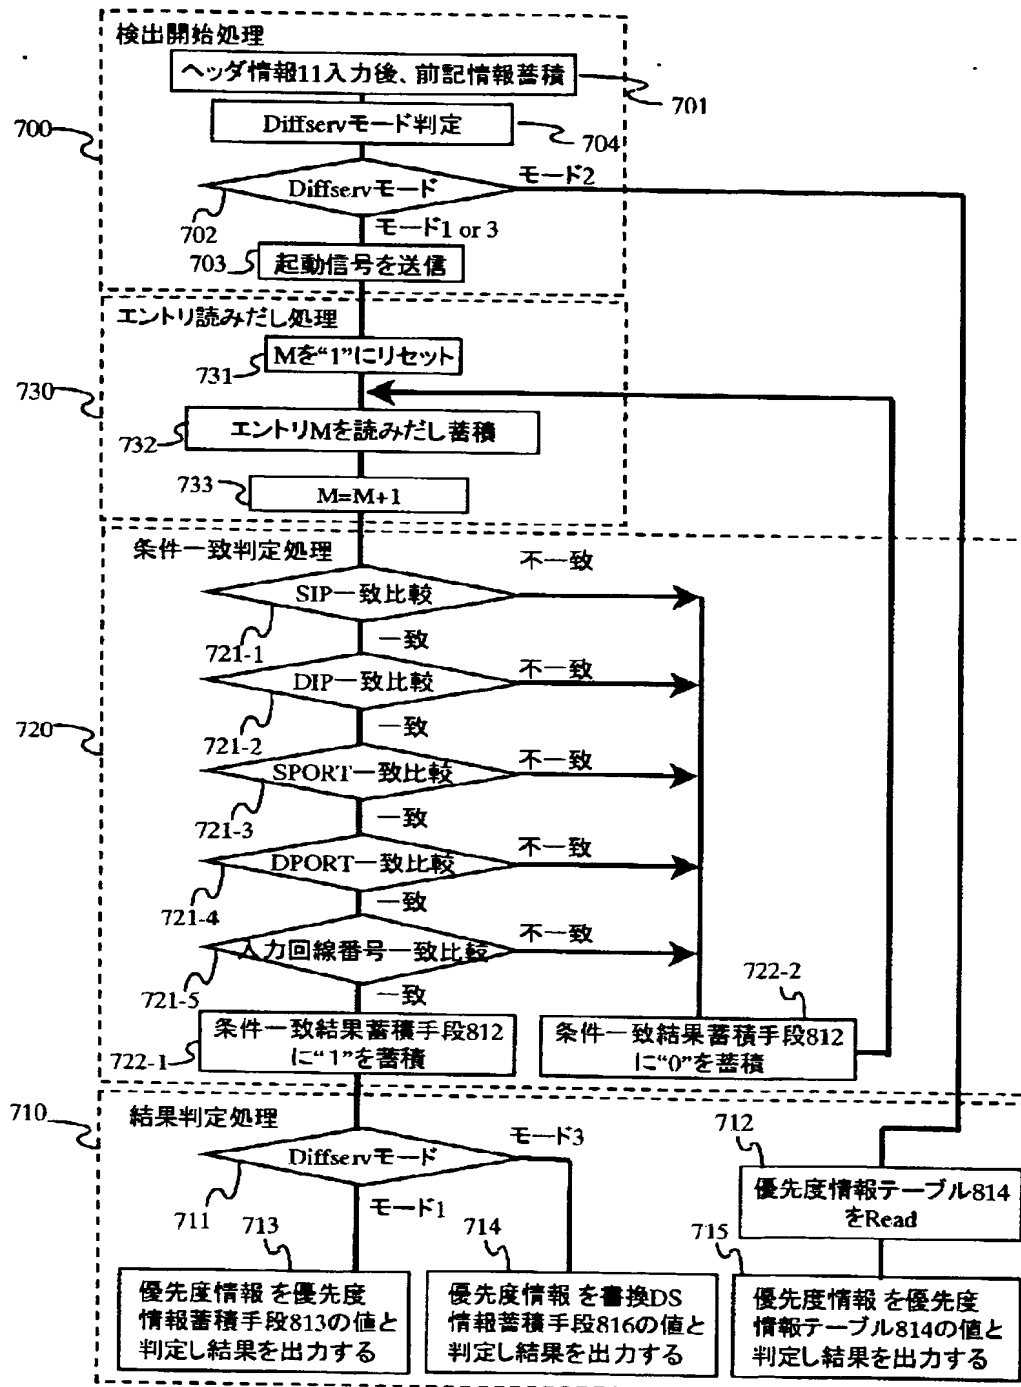 検出開始処理
ヘッダ情報11入力後、前記情報蓄積
701
700
Diffservモード判定
704
Diffservモード
モード2
702
モード1 or 3
703
起動信号を送信
エントリ読みだし処理
Mを“1”にリセット
731
730
エントリMを読みだし蓄積
732
733
M=M+1
条件一致判定処理
不一致
SIP一致比較
721-1
一致
不一致
DIP一致比較
721-2
一致
720
不一致
SPORT一致比較
721-3
一致
不一致
DPORT一致比較
721-4
一致
不一致
入力回線番号一致比較
721-5
一致
722-2
条件一致結果蓄積手段812
に“1”を蓄積
722-1
条件一致結果蓄積手段812
に“0”を蓄積
710
結果判定処理
モード3
712
Diffservモード
711
モード1
713
714
優先度情報テーブル814
をRead
715
優先度情報 を優先度
情報蓄積手段813の値と
判定し結果を出力する
優先度情報 を書換DS
情報蓄積手段816の値と
判定し結果を出力する
優先度情報 を優先度
情報テーブル814の値と
判定し結果を出力する